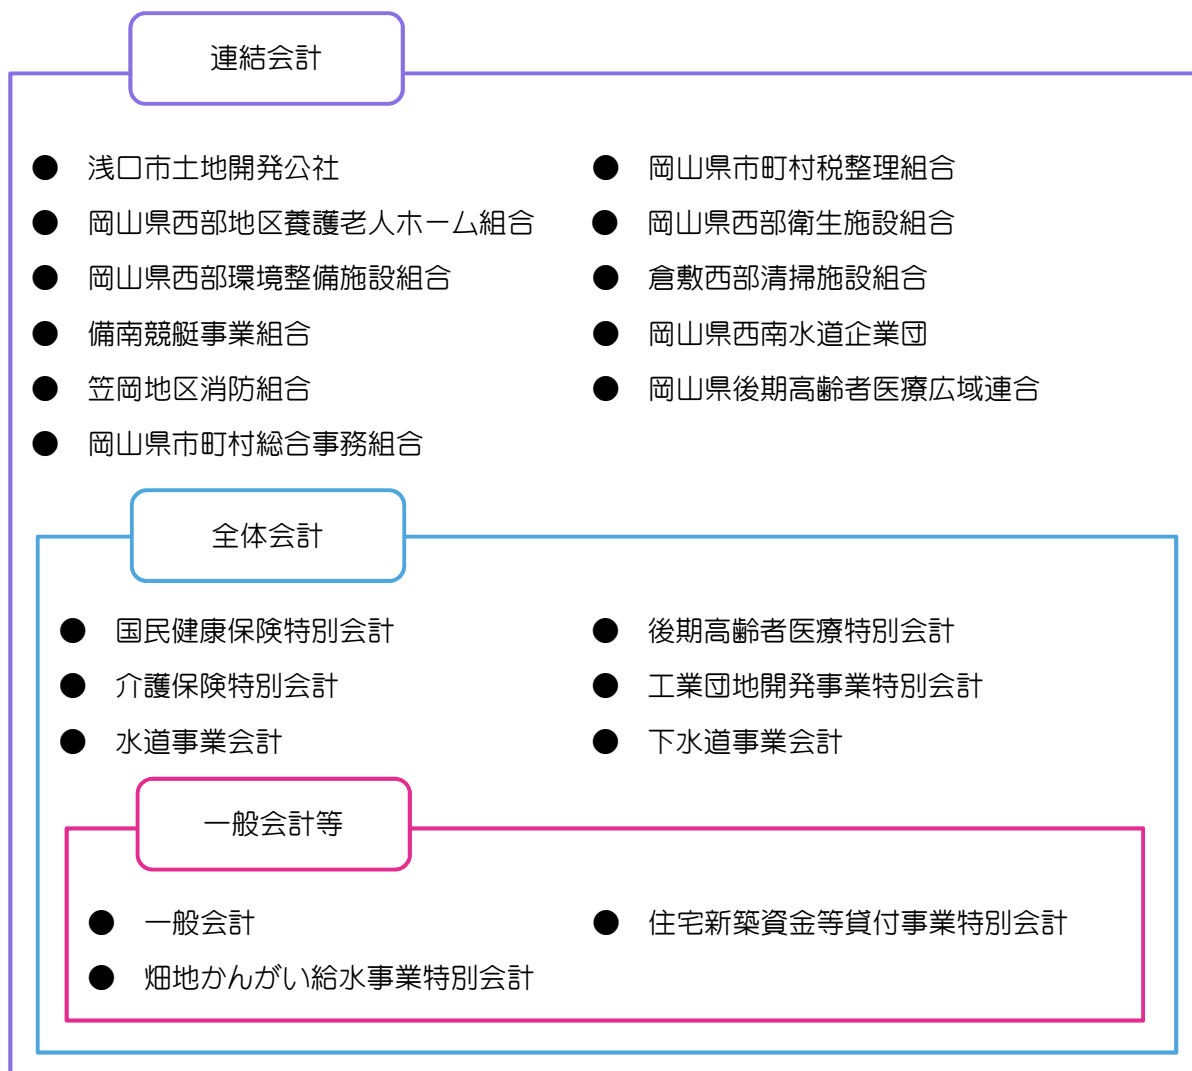 連結会計
● 浅口市土地開発公社
● 岡山県市町村税整理組合
● 岡山県西部地区養護老人ホーム組合
● 岡山県西部衛生施設組合
● 岡山県西部環境整備施設組合
● 倉敷西部清掃施設組合
● 備南競艇事業組合
● 岡山県西南水道企業団
● 笠岡地区消防組合
● 岡山県後期高齢者医療広域連合
● 岡山県市町村総合事務組合
全体会計
● 国民健康保険特別会計
● 後期高齢者医療特別会計
● 介護保険特別会計
● 工業団地開発事業特別会計
● 水道事業会計
● 下水道事業会計
一般会計等
● 一般会計
● 住宅新築資金等貸付事業特別会計
● 畑地かんがい給水事業特別会計